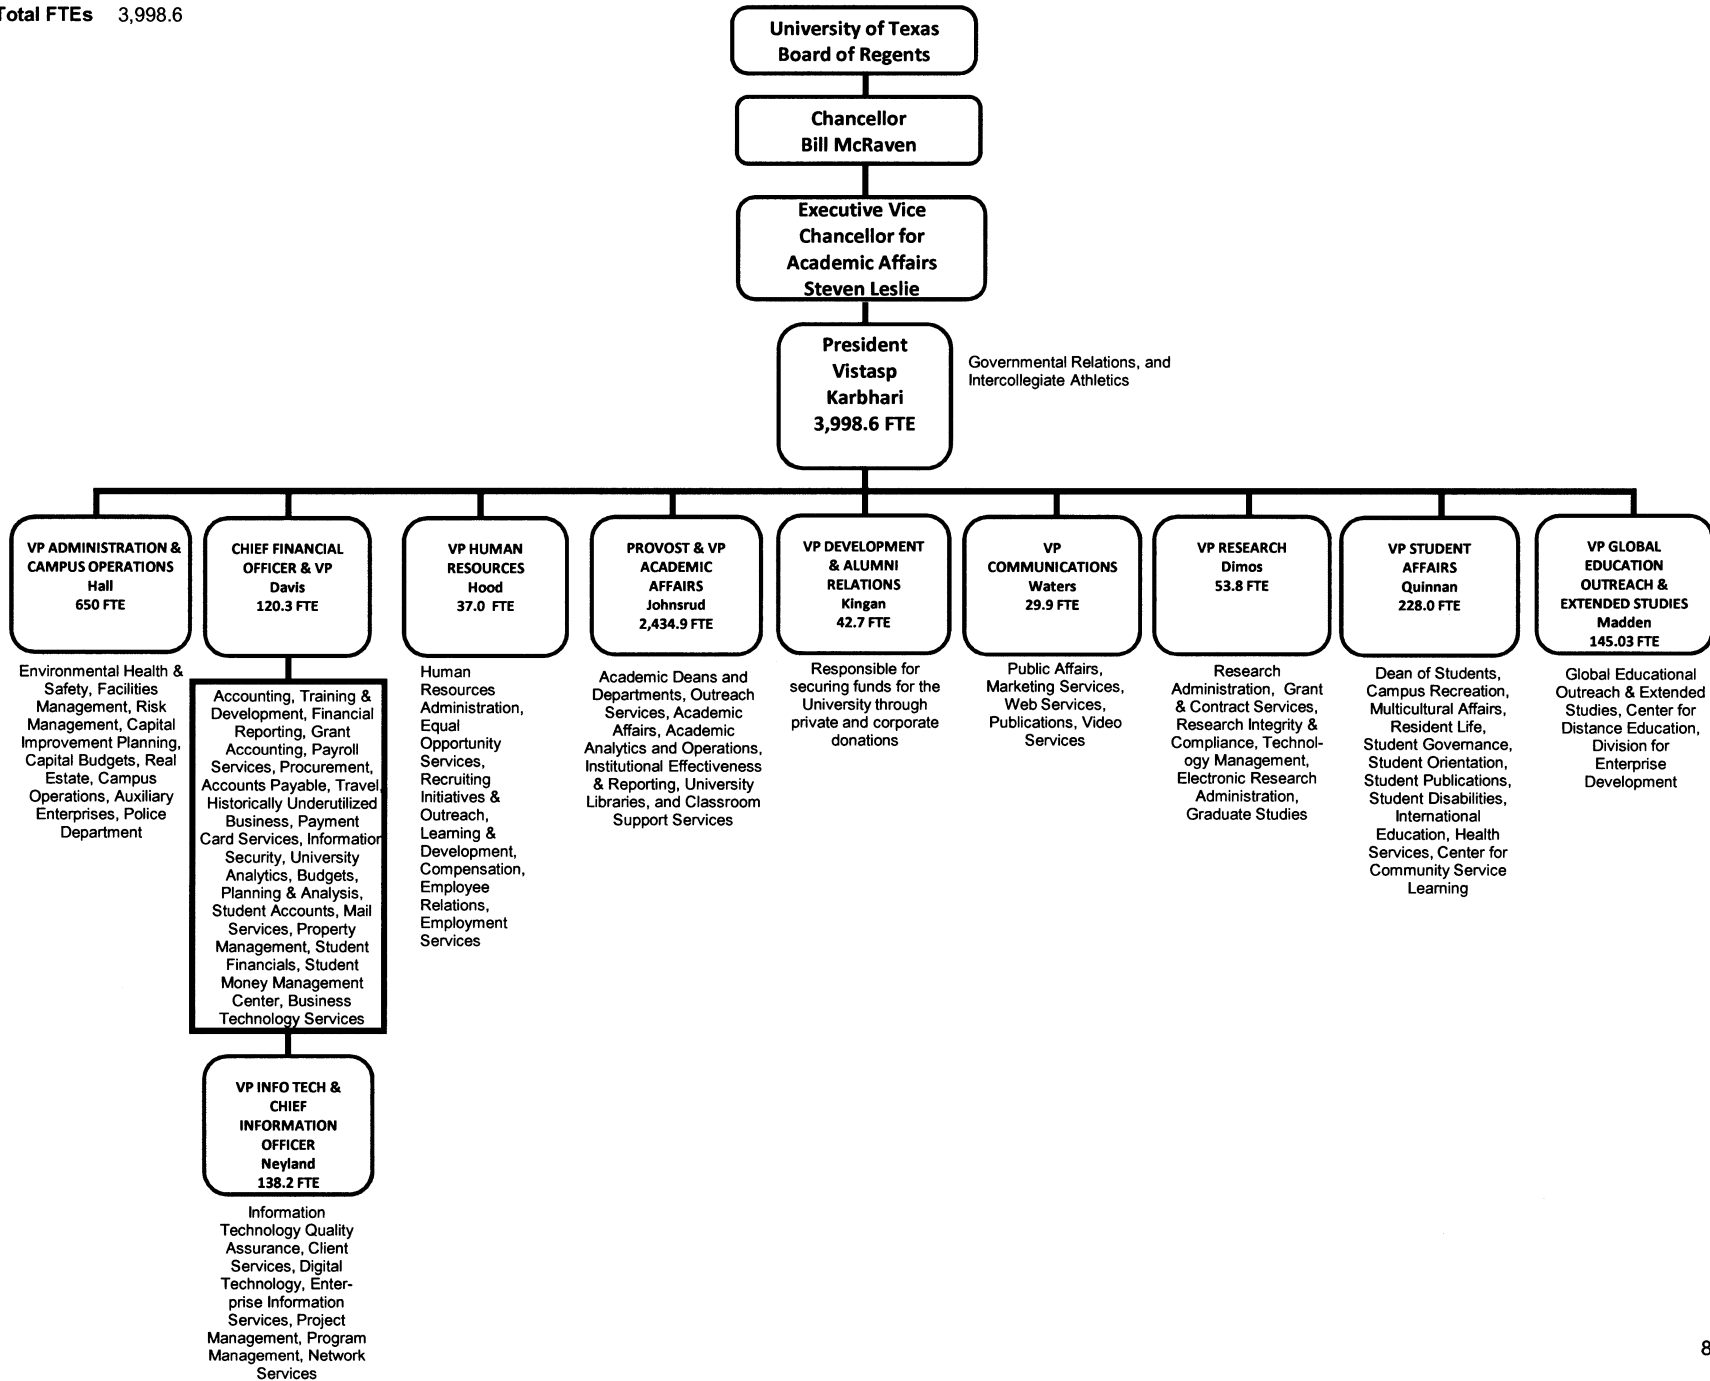 Total FTEs 3,998.6
University of Texas
Board of Regents
Chancellor
Bill McRaven
Executive Vice
Chancellor for
Academic Affairs
Steven Leslie
President
Vistasp
Karbhari
3,998.6 FTE
Governmental Relations, and
Intercollegiate Athletics
VP ADMINISTRATION &
CAMPUS OPERATIONS
Hall
650 FTE
Environmental Health &
Safety, Facilities
Management, Risk
Management, Capital
Improvement Planning,
Capital Budgets, Real
Estate, Campus
Operations, Auxiliary
Enterprises, Police
Department
CHIEF FINANCIAL
OFFICER & VP
Davis
120.3 FTE
Accounting, Training &
Development, Financial
Reporting, Grant
Accounting, Payroll
Services, Procurement,
Accounts Payable, Travel,
Historically Underutilized
Business, Payment
Card Services, Information
Security, University
Analytics, Budgets,
Planning & Analysis,
Student Accounts, Mail
Services, Property
Management, Student
Financials, Student
Money Management
Center, Business
Technology Services
VP INFO TECH &
CHIEF
INFORMATION
OFFICER
Neyland
138.2 FTE
Information
Technology Quality
Assurance, Client
Services, Digital
Technology, Enter-
prise Information
Services, Project
Management, Program
Management, Network
Services
VP HUMAN
RESOURCES
Hood
37.0 FTE
Human
Resources
Administration,
Equal
Opportunity
Services,
Recruiting
Initiatives &
Outreach,
Learning &
Development,
Compensation,
Employee
Relations,
Employment
Services
PROVOST & VP
ACADEMIC
AFFAIRS
Johnsrud
2,434.9 FTE
Academic Deans and
Departments, Outreach
Services, Academic
Affairs, Academic
Analytics and Operations,
Institutional Effectiveness
& Reporting, University
Libraries, and Classroom
Support Services
VP DEVELOPMENT
& ALUMNI
RELATIONS
Kingan
42.7 FTE
Responsible for
securing funds for the
University through
private and corporate
donations
VP
COMMUNICATIONS
Waters
29.9 FTE
Public Affairs,
Marketing Services,
Web Services,
Publications, Video
Services
VP RESEARCH
Dimos
53.8 FTE
Research
Administration, Grant
& Contract Services,
Research Integrity &
Compliance, Technol-
ogy Management,
Electronic Research
Administration,
Graduate Studies
VP STUDENT
AFFAIRS
Quinnan
228.0 FTE
Dean of Students,
Campus Recreation,
Multicultural Affairs,
Resident Life,
Student Governance,
Student Orientation,
Student Publications,
Student Disabilities,
International
Education, Health
Services, Center for
Community Service
Learning
VP GLOBAL
EDUCATION
OUTREACH &
EXTENDED STUDIES
Madden
145.03 FTE
Global Educational
Outreach & Extended
Studies, Center for
Distance Education,
Division for
Enterprise
Development
8